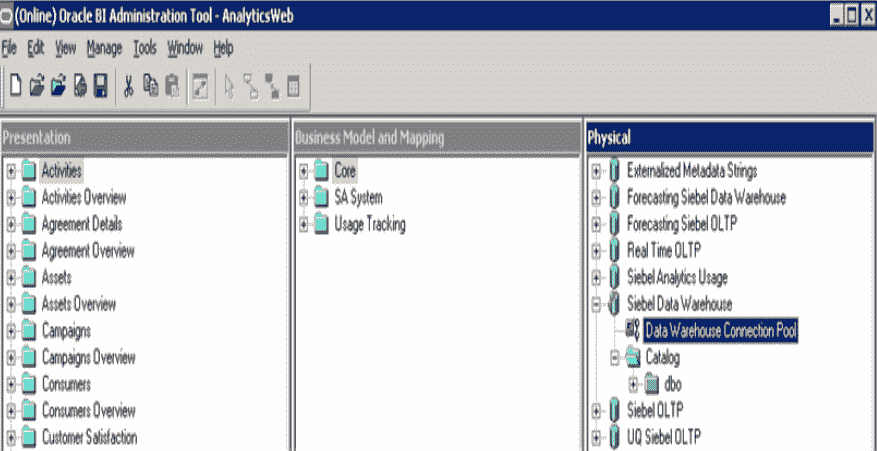 (Online) Oracle BI Administration Tool - AnalyticsWeb
File Edit View Manage Tools Window Help
Presentation
Activities
Activities Overview
Agreement Details
Agreement Overview
Assets
Assets Overview
Campaigns
Campaigns Overview
Consumers
Consumers Overview
Customer Satisfaction
Business Model and Mapping
Core
SA System
Usage Tracking
Physical
Externalized Metadata Strings
Forecasting Siebel Data Warehouse
Forecasting Siebel OLTP
Real Time OLTP
Siebel Analytics Usage
Siebel Data Warehouse
Data Warehouse Connection Pool
Catalog
dbo
Siebel OLTP
UQ Siebel OLTP